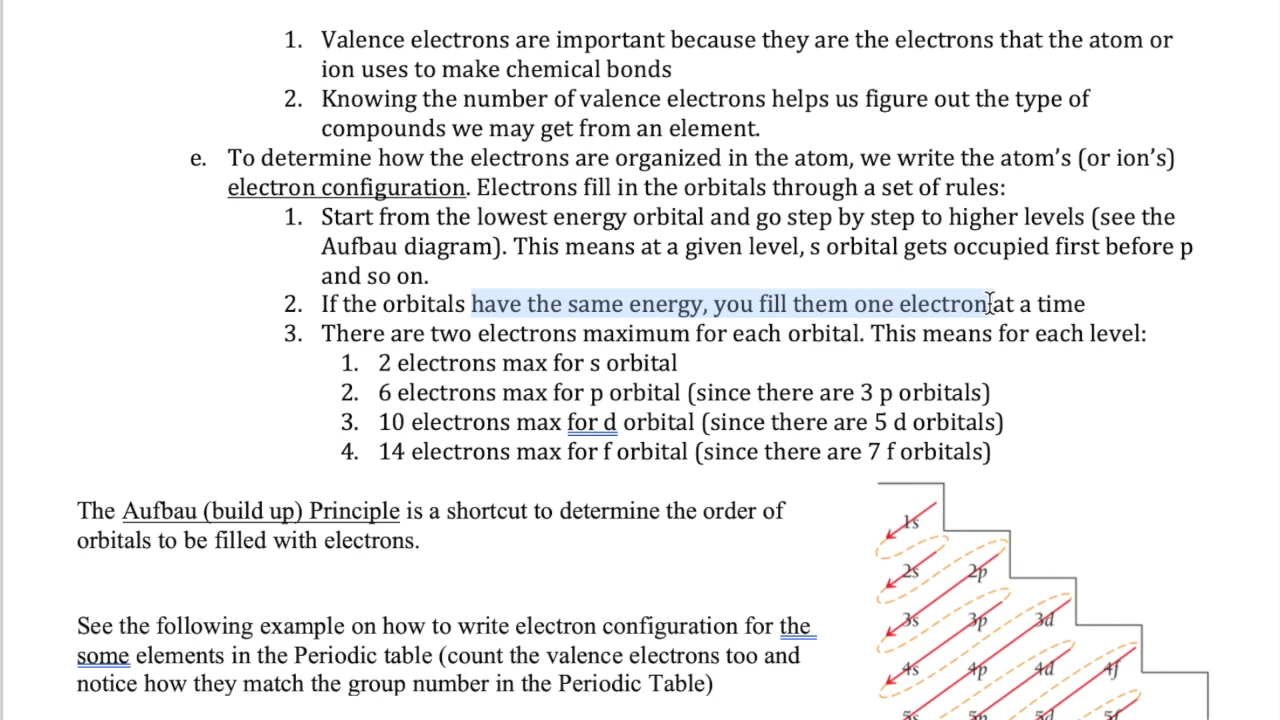 1. Valence electrons are important because they are the electrons that the atom or
ion uses to make chemical bonds
2. Knowing the number of valence electrons helps us figure out the type of
compounds we may get from an element.
e. To determine how the electrons are organized in the atom, we write the atom’s (or ion’s)
electron configuration. Electrons fill in the orbitals through a set of rules:
1. Start from the lowest energy orbital and go step by step to higher levels (see the
Aufbau diagram). This means at a given level, s orbital gets occupied first before p
and so on.
2. If the orbitals have the same energy, you fill them one electron at a time
3. There are two electrons maximum for each orbital. This means for each level:
1. 2 electrons max for s orbital
2. 6 electrons max for p orbital (since there are 3 p orbitals)
3. 10 electrons max for d orbital (since there are 5 d orbitals)
4. 14 electrons max for f orbital (since there are 7 f orbitals)
The Aufbau (build up) Principle is a shortcut to determine the order of
orbitals to be filled with electrons.
See the following example on how to write electron configuration for the
some elements in the Periodic table (count the valence electrons too and
notice how they match the group number in the Periodic Table)
1s
2s 2p
3s 3p 3d
4s 4p 4d 4f
5s 5p 5d 5f